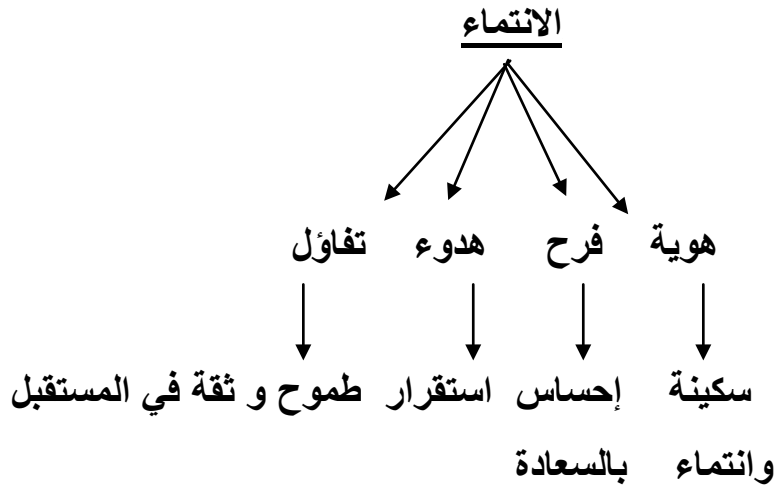 الانتماء
هوية فرح هدوء تفاؤل
سكينة إحساس استقرار طموح و ثقة في المستقبل
وانتماء بالسعادة